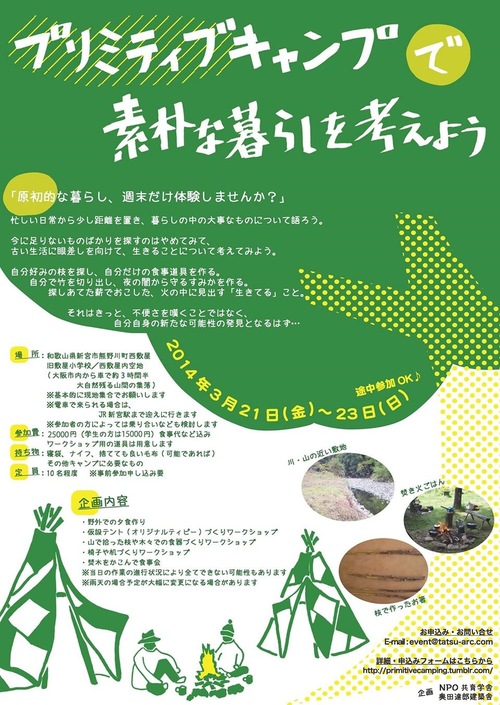 プリミティブキャンプで
素朴な暮らしを考えよう
「原初的な暮らし、週末だけ体験しませんか？」
忙しい日常から少し距離を置き、暮らしの中の大事なものについて語ろう。
今に足りないものばかりを探すのはやめてみて、
古い生活に眼差しを向けて、生きることについて考えてみよう。
自分好みの枝を探し、自分だけの食事道具を作る。
自分で竹を切り出し、夜の闇から守るすみかを作る。
探しあてた薪でおこした、火の中に見出す「生きてる」こと。
それはきっと、不便さを嘆くことではなく、
自分自身の新たな可能性の発見となるはず…
場　所：和歌山県新宮市熊野川町西敷屋
旧敷屋小学校／西敷屋内空地
（大阪市内から車で約３時間半
大自然残る山間の集落）
※基本的に現地集合でお願いします
※電車で来られる場合は、
JR新宮駅まで迎えに行きます
※参加者の方によっては乗り合いなども検討します
参加費：25000円（学生の方は15000円）食事代など込み
ワークショップ用の道具は用意します
持ち物：寝袋、ナイフ、捨てても良い毛布（可能であれば）
その他キャンプに必要なもの
定　員：10名程度　※事前参加申し込み要
2014年3月21日(金)～23日(日)
途中参加OK♪
企画内容
・野外での夕食作り
・仮設テント（オリジナルティピー）づくりワークショップ
・山で拾った枝や木々での食器づくりワークショップ
・椅子や机づくりワークショップ
・焚木をかこんで食事会
※当日の作業の進行状況により全てできない可能性もあります
※雨天の場合予定が大幅に変更になる場合があります
川・山の近い敷地
焚き火ごはん
枝で作ったお箸
お申込み・お問い合せ
E-mail:event@tatsu-arc.com
詳細・申込みフォームはこちらから
http://primitivecamping.tumblr.com/
企画　NPO 共育学舎
奥田達郎建築舎